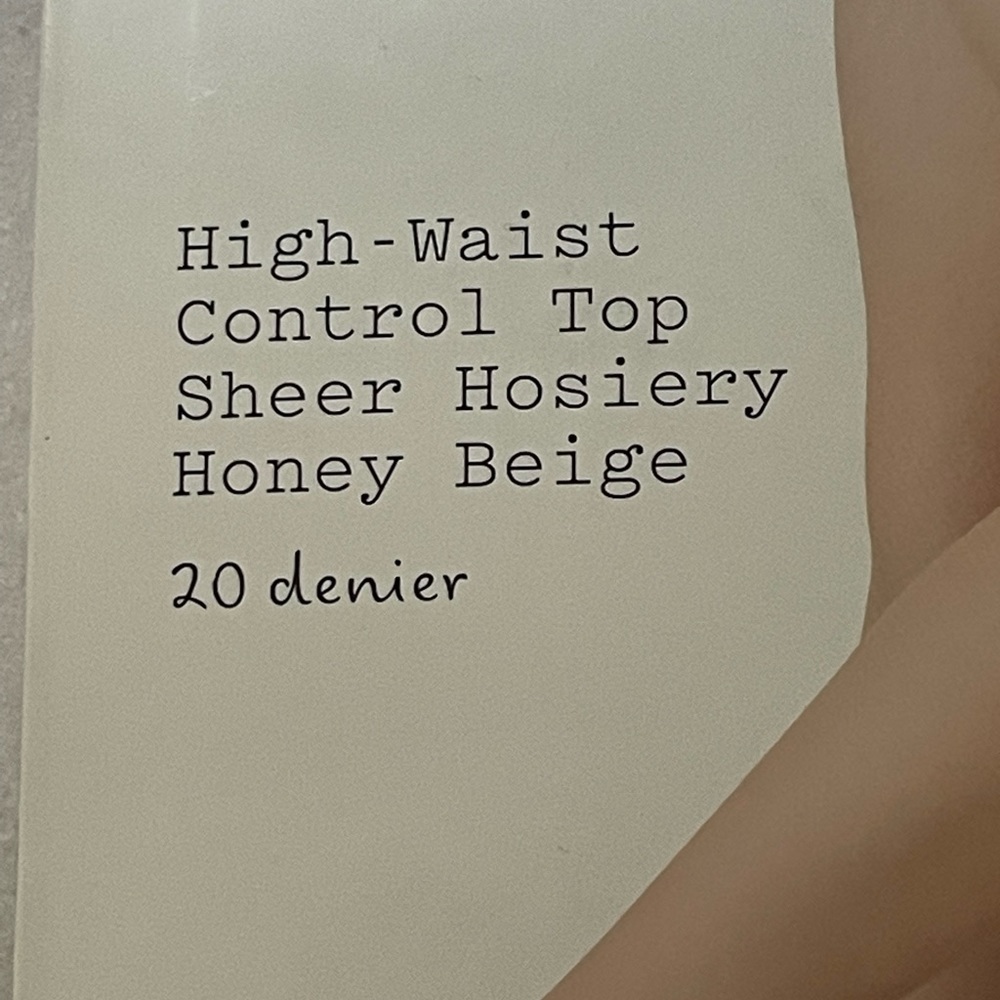 High-Waist
Control Top
Sheer Hosiery
Honey Beige
20 denier